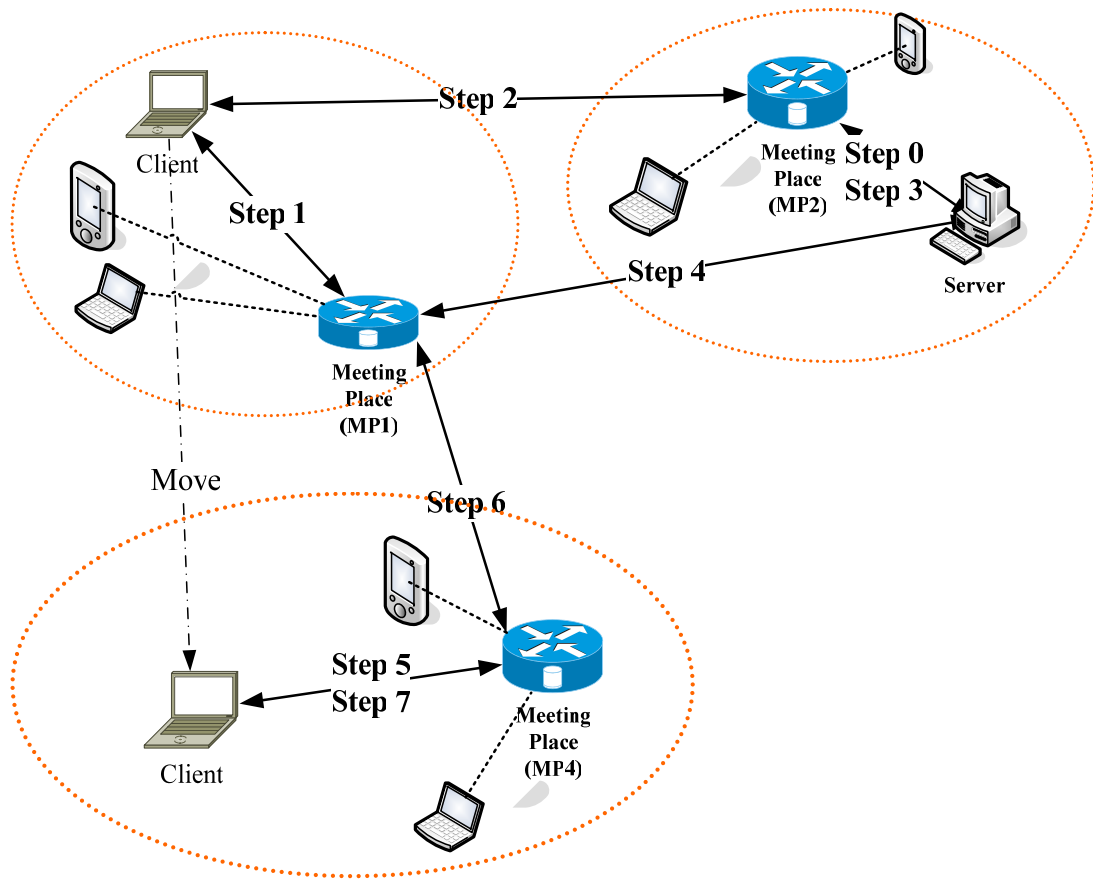 Step 2
Client
Meeting
Place
(MP2)
Step 0
Step 3
Step 1
Step 4
Server
Meeting
Place
(MP1)
Move
Step 6
Step 5
Step 7
Meeting
Place
(MP4)
Client